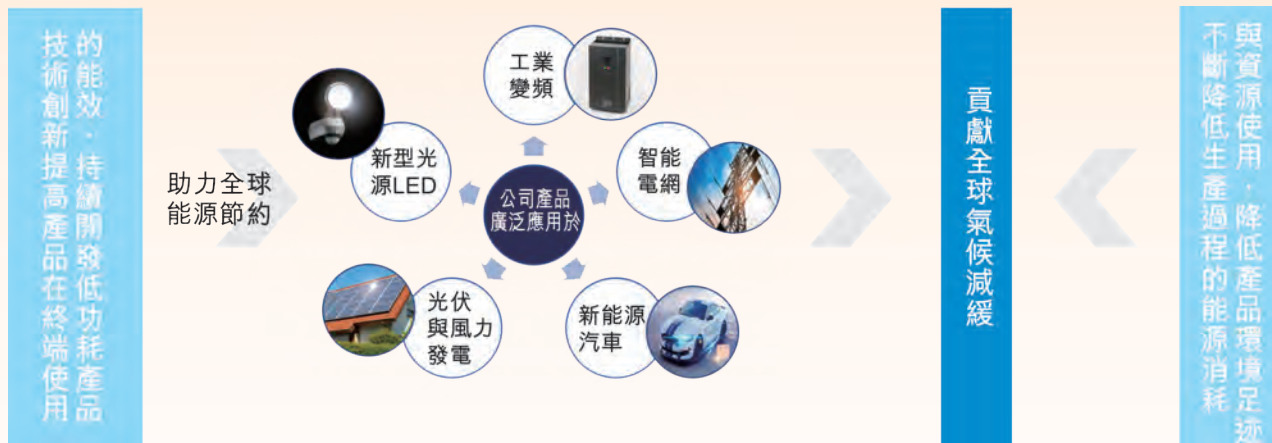 技術創新提高產品在終端使用
的能效，持續開發低功耗產品
助力全球
能源節約
工業
變頻
新型光
源LED
智能
電網
公司產品
廣泛應用於
光伏
與風力
發電
新能源
汽車
貢獻全球氣候減緩
不斷降低生產過程的能源消耗
與資源使用，降低產品環境足迹